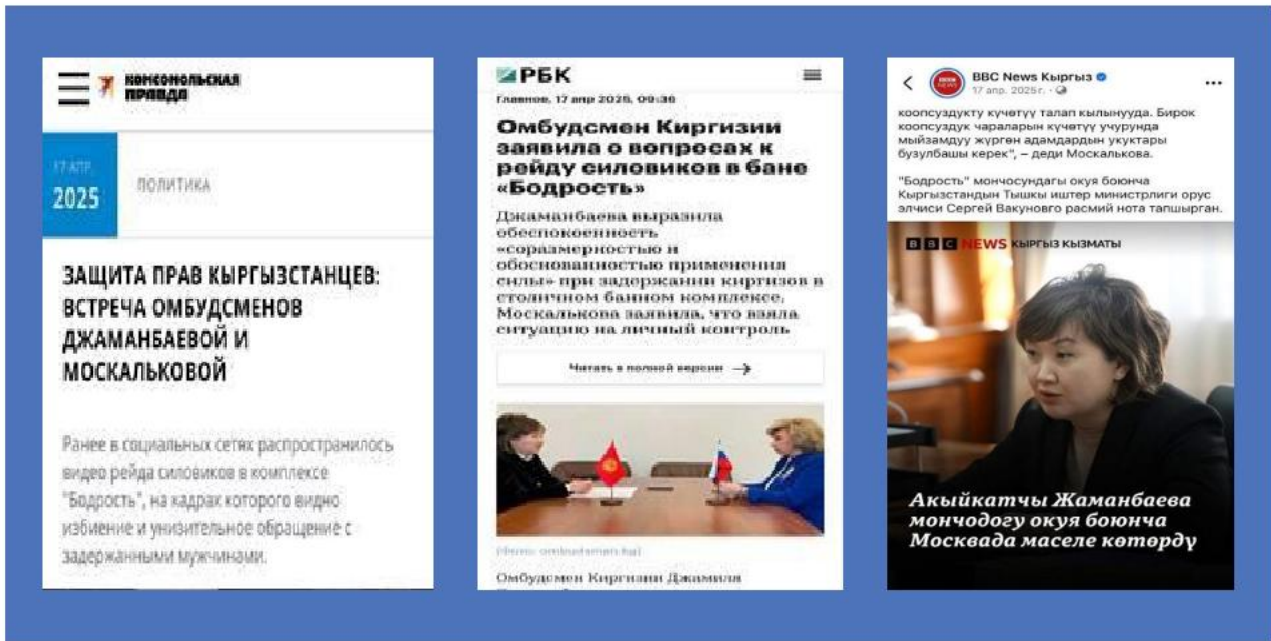 КОМСОМОЛЬСКАЯ
ПРАВДА
17 АПР.
2025
ПОЛИТИКА
ЗАЩИТА ПРАВ КЫРГЫЗСТАНЦЕВ:
ВСТРЕЧА ОМБУДСМЕНОВ
ДЖАМАНБАЕВОЙ И
МОСКАЛЬКОВОЙ
Ранее в социальных сетях распространилось
видео рейда силовиков в комплексе
"Бодрость", на кадрах которого видно
избиение и унизительное обращение с
задержанными мужчинами.
РБК
Главное, 17 апр 2025, 09:36
Омбудсмен Киргизии
заявила о вопросах к
рейду силовиков в бане
«Бодрость»
Джаманбаева выразила
обеспокоенность
«соразмерностью и
обоснованностью применения
силы» при задержании киргизов в
столичном банном комплексе.
Москалькова заявила, что взяла
ситуацию на личный контроль
Читать в полной версии
Омбудсмен Киргизии Джамиля
BBC NEWS
BBC News Кыргыз
17 апр. 2025 г.
коопсуздукту күчөтүү талап кылынууда. Бирок
коопсуздук чараларын күчөтүү учурунда
мыйзамдуу жүргөн адамдардын укуктары
бузулбашы керек", – деди Москалькова.
"Бодрость" мончосундагы окуя боюнча
Кыргызстандын Тышкы иштер министрлиги орус
элчиси Сергей Вакуновго расмий нота тапшырган.
BBC NEWS КЫРГЫЗ КЫЗМАТЫ
Акыйкатчы Жаманбаева
мончодогу окуя боюнча
Москвада маселе көтөрдү